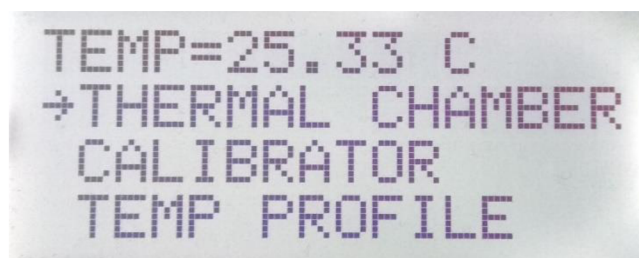 TEMP=25.33 C
→THERMAL CHAMBER
CALIBRATOR
TEMP PROFILE